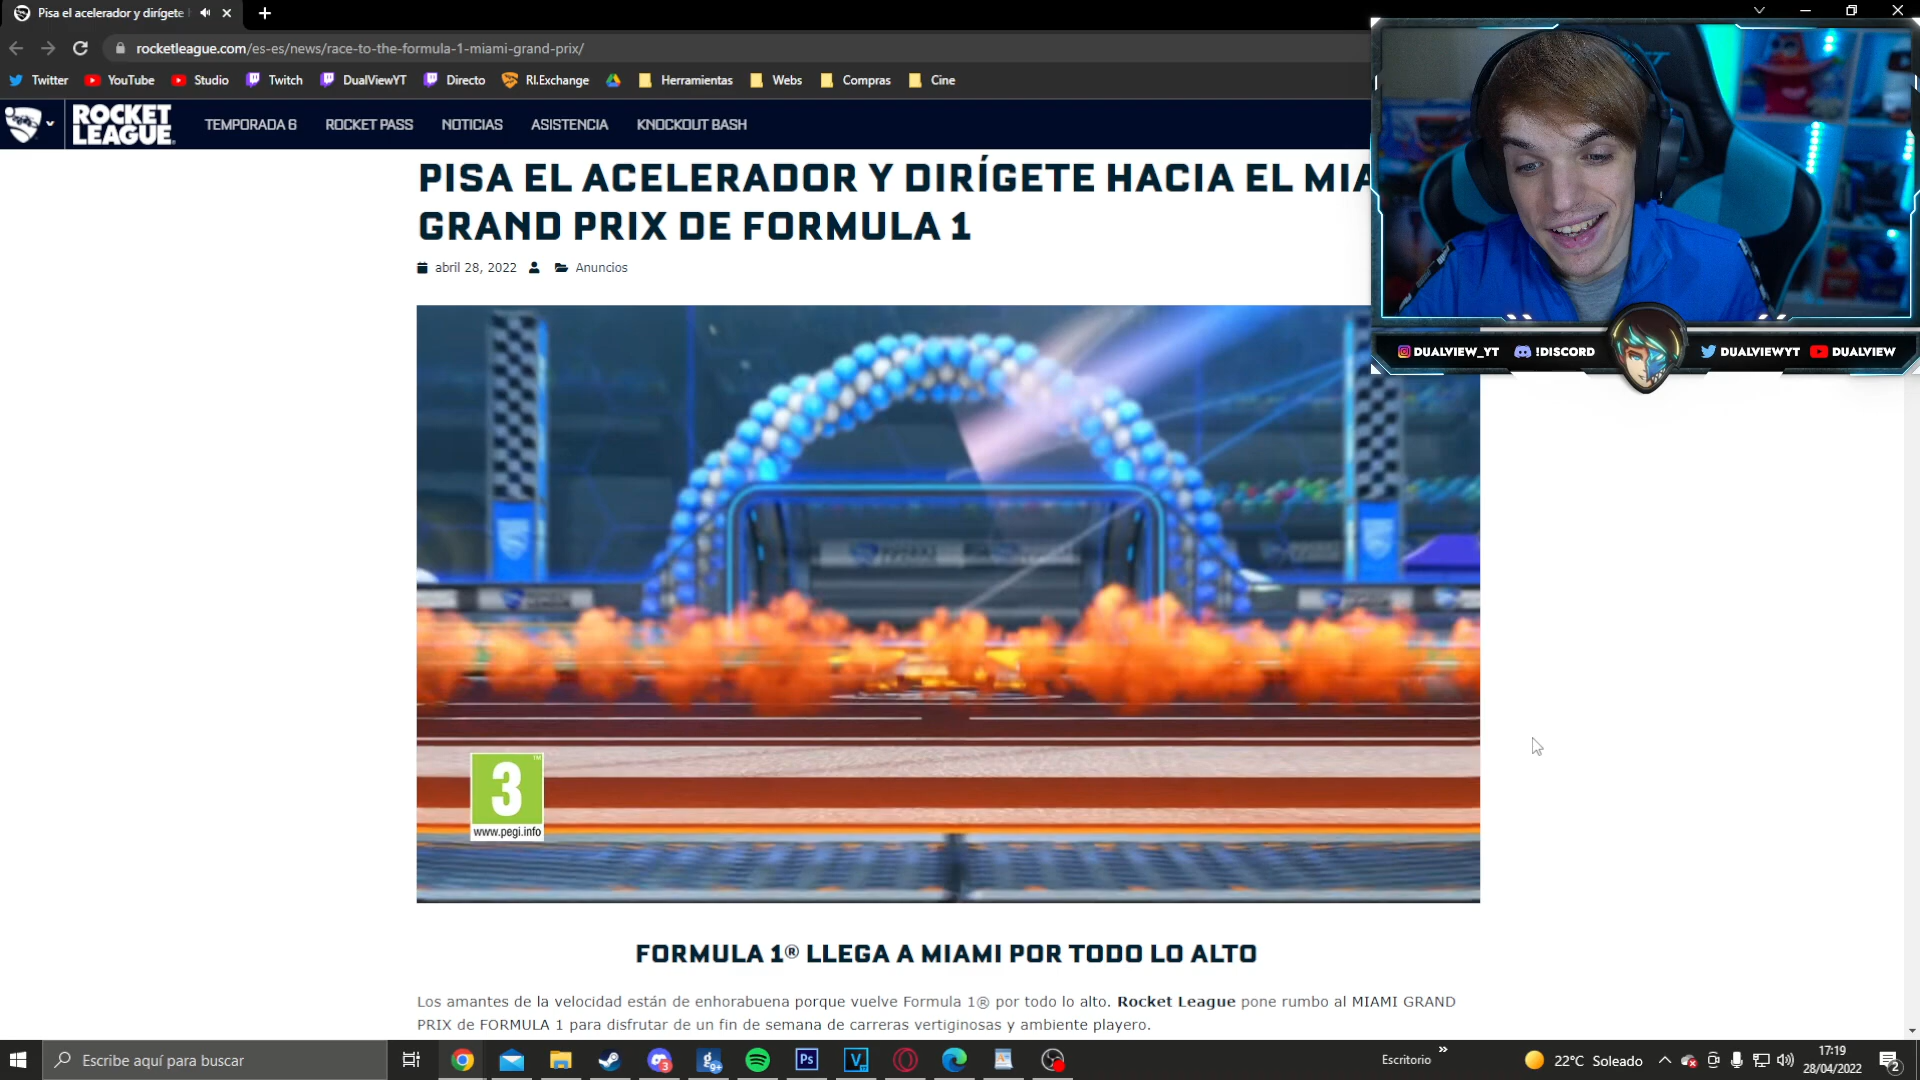 Pisa el acelerador y dirígete
rocketleague.com/es-es/news/race-to-the-formula-1-miami-grand-prix/
Twitter YouTube Studio Twitch DualViewYT Directo Rl.Exchange Herramientas Webs Compras Cine
ROCKET LEAGUE TEMPORADA 6 ROCKET PASS NOTICIAS ASISTENCIA KNOCKOUT BASH
PISA EL ACELERADOR Y DIRÍGETE HACIA EL MIA
GRAND PRIX DE FORMULA 1
abril 28, 2022 Anuncios
DUALVIEW_YT !DISCORD DUALVIEWYT DUALVIEW
3
www.pegi.info
FORMULA 1® LLEGA A MIAMI POR TODO LO ALTO
Los amantes de la velocidad están de enhorabuena porque vuelve Formula 1® por todo lo alto. Rocket League pone rumbo al MIAMI GRAND
PRIX de FORMULA 1 para disfrutar de un fin de semana de carreras vertiginosas y ambiente playero.
Escribe aquí para buscar
Escritorio
22°C Soleado
17:19
28/04/2022
2